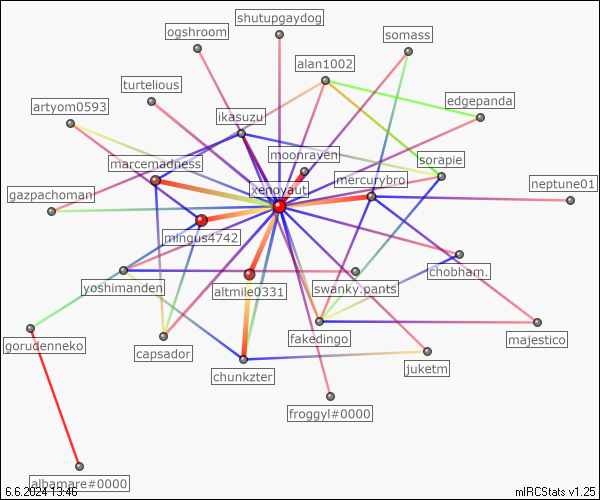 shutupgaydog
ogshroom
somass
alan1002
turtelious
edgepanda
artyom0593
ikasuzu
moonraven
sorapie
marcemadness
mercurybro
xenoyaut
neptune01
gazpachoman
mingus4742
chobham.
yoshimanden
altmile0331
swanky.pants
gorudenneko
capsador
fakedingo
majestico
chunkzter
juketm
froggyl#0000
albamare#0000
6.6.2024 13:46
mIRCStats v1.25